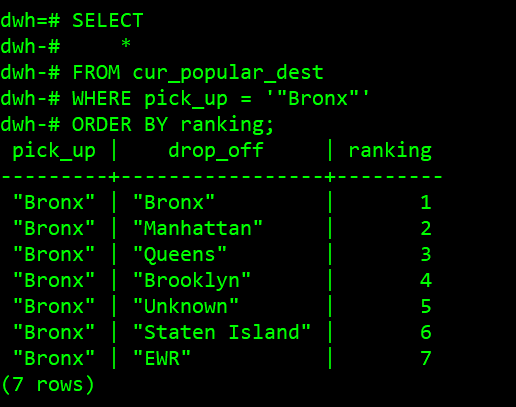 dwh=# SELECT
dwh-#     *
dwh-# FROM cur_popular_dest
dwh-# WHERE pick_up = '"Bronx"'
dwh-# ORDER BY ranking;
 pick_up |    drop_off     | ranking
---------+-----------------+---------
 "Bronx" | "Bronx"         |       1
 "Bronx" | "Manhattan"     |       2
 "Bronx" | "Queens"        |       3
 "Bronx" | "Brooklyn"      |       4
 "Bronx" | "Unknown"       |       5
 "Bronx" | "Staten Island" |       6
 "Bronx" | "EWR"           |       7
(7 rows)